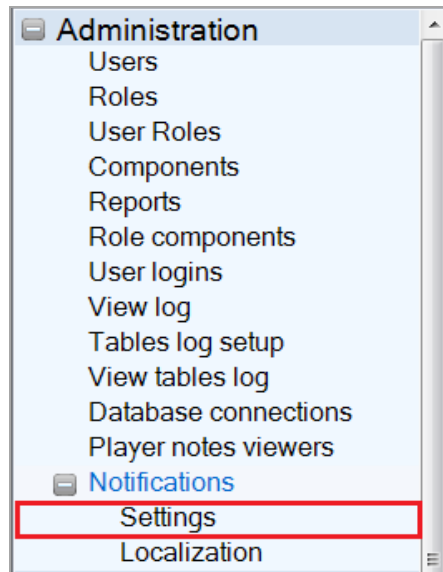 Administration
Users
Roles
User Roles
Components
Reports
Role components
User logins
View log
Tables log setup
View tables log
Database connections
Player notes viewers
Notifications
Settings
Localization